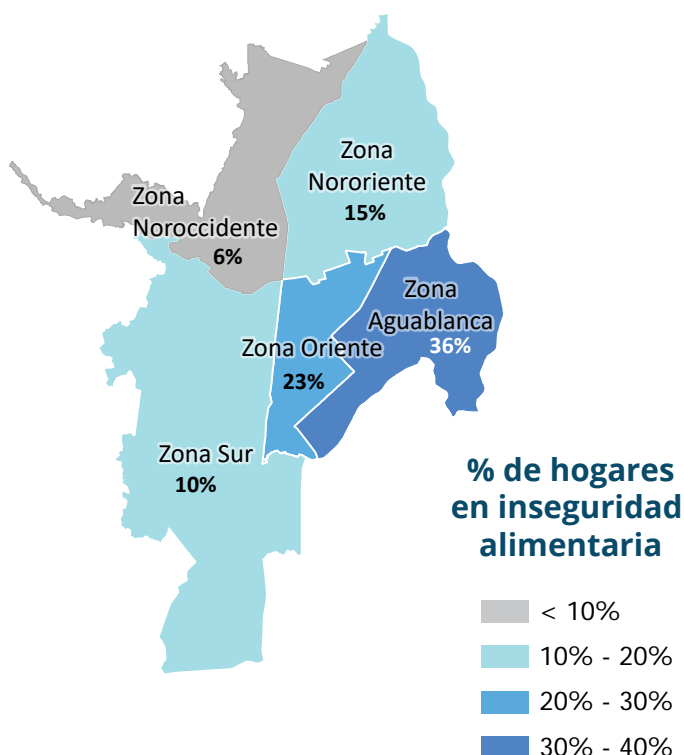 Zona
Nororiente
15%
Zona
Noroccidente
6%
Zona
Aguablanca
36%
Zona Oriente
23%
Zona Sur
10%
% de hogares
en inseguridad
alimentaria
< 10%
10% - 20%
20% - 30%
30% - 40%